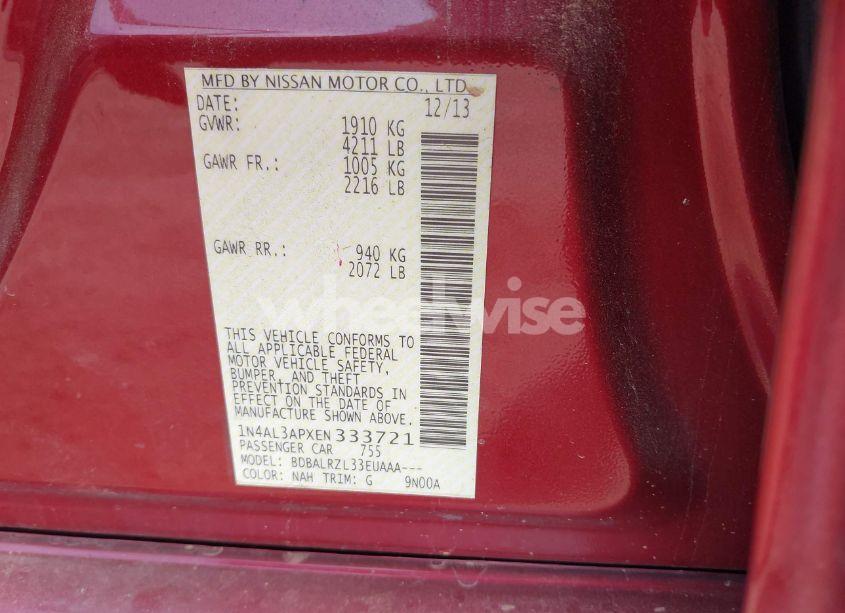 MFD BY NISSAN MOTOR CO., LTD.
DATE: 12/13
GVWR: 1910 KG
4211 LB
GAWR FR.: 1005 KG
2216 LB
GAWR RR.: 940 KG
2072 LB
wheelwise
THIS VEHICLE CONFORMS TO
ALL APPLICABLE FEDERAL
MOTOR VEHICLE SAFETY,
BUMPER, AND THEFT
PREVENTION STANDARDS IN
EFFECT ON THE DATE OF
MANUFACTURE SHOWN ABOVE.
1N4AL3APXEN333721
PASSENGER CAR 755
MODEL: BDBALRZL33EUAAA---
COLOR: NAH TRIM: G 9N00A